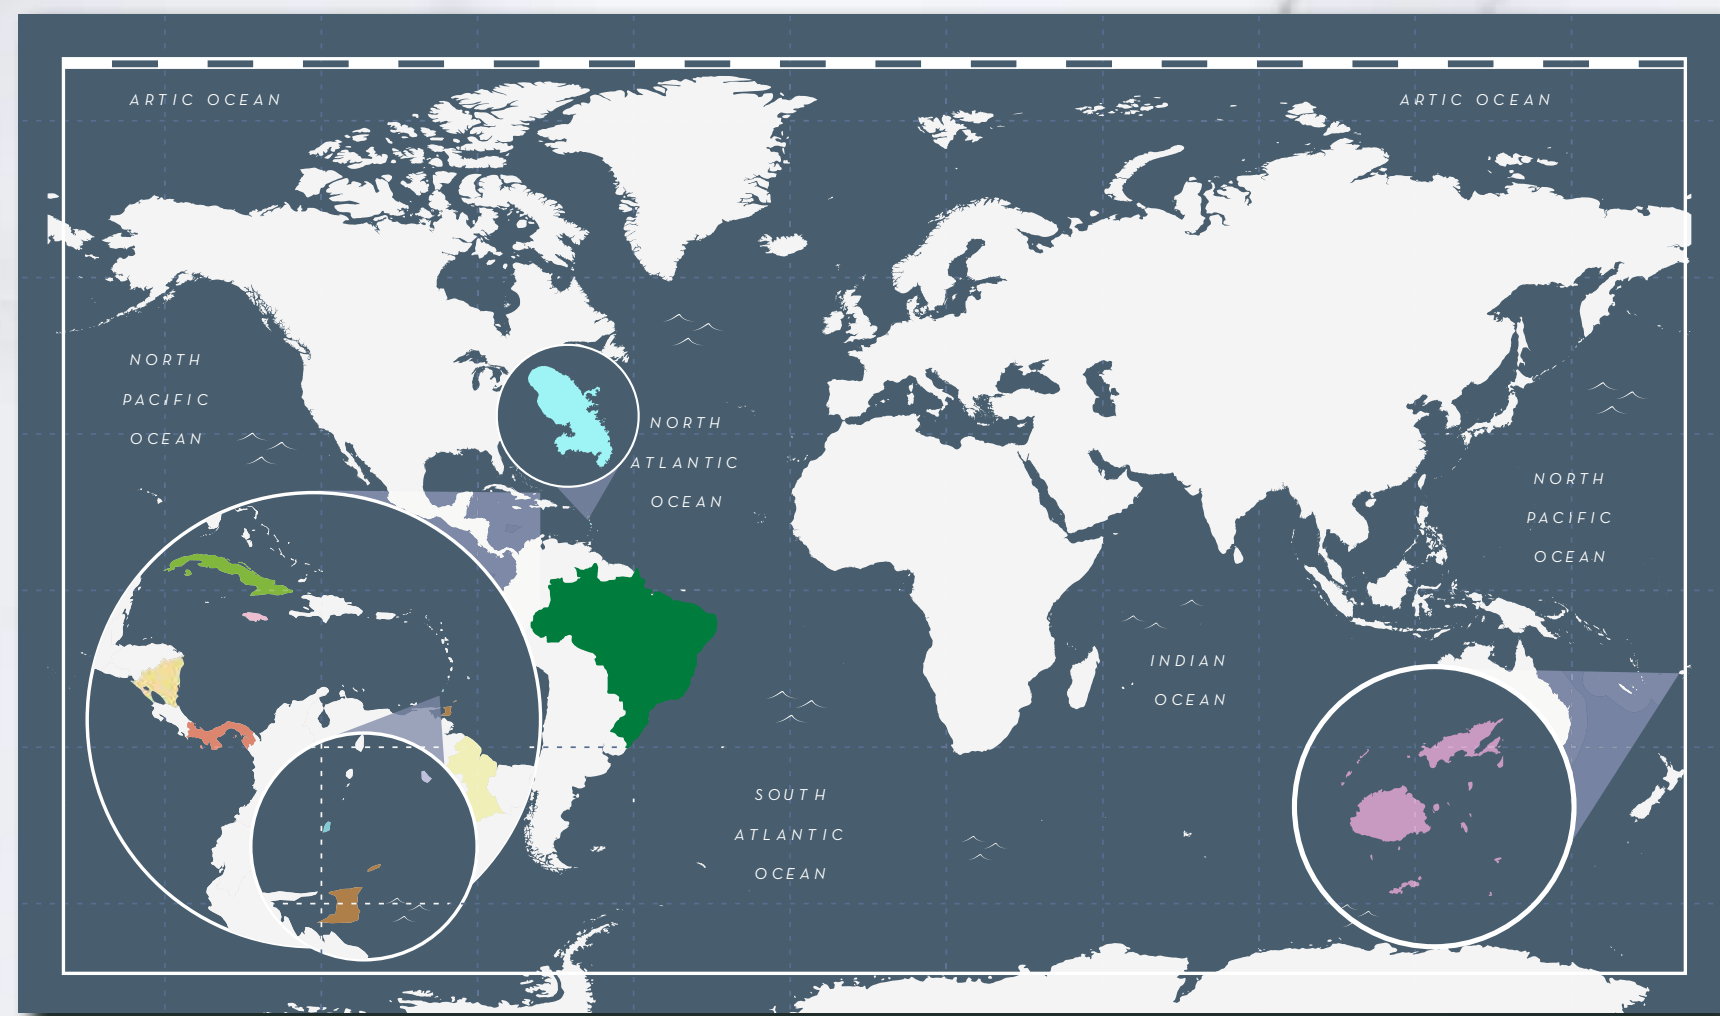 ARTIC OCEAN
ARTIC OCEAN
NORTH
PACIFIC
OCEAN
NORTH
ATLANTIC
OCEAN
NORTH
PACIFIC
OCEAN
INDIAN
OCEAN
SOUTH
ATLANTIC
OCEAN